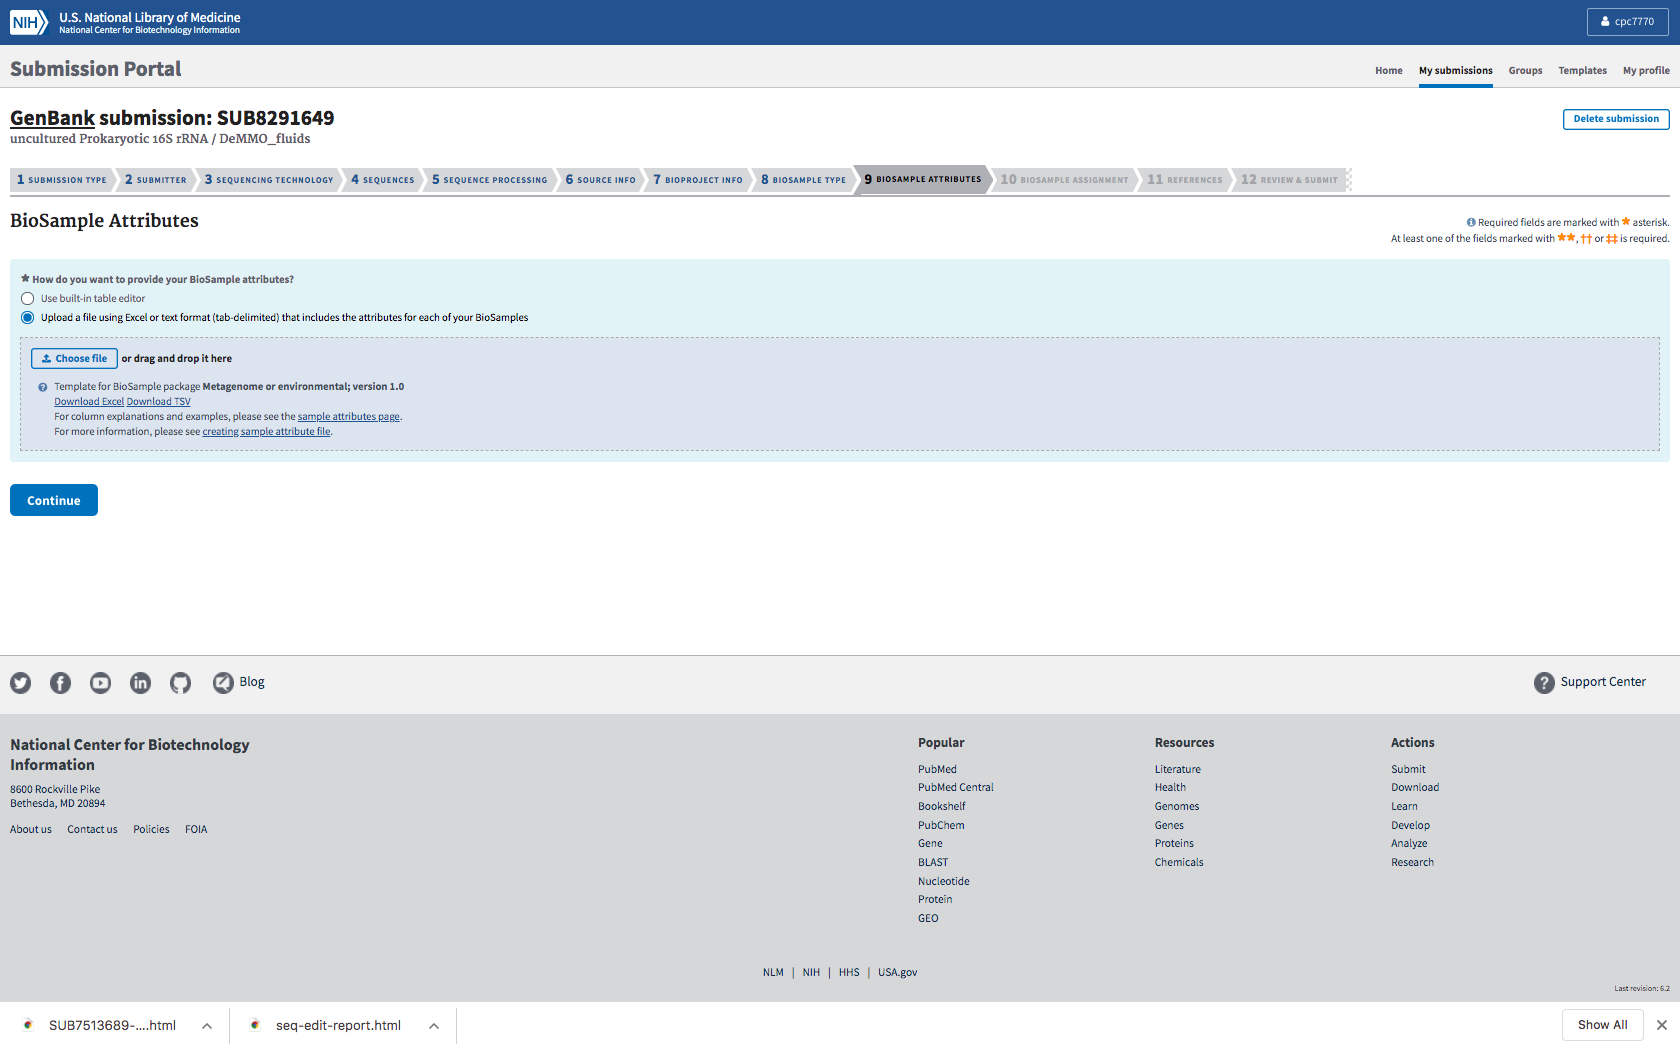 NIH
U.S. National Library of Medicine
National Center for Biotechnology Information
cpc7770
Submission Portal
Home My submissions Groups Templates My profile
GenBank submission: SUB8291649
uncultured Prokaryotic 16S rRNA / DeMMO_fluids
Delete submission
1 SUBMISSION TYPE 2 SUBMITTER 3 SEQUENCING TECHNOLOGY 4 SEQUENCES 5 SEQUENCE PROCESSING 6 SOURCE INFO 7 BIOPROJECT INFO 8 BIOSAMPLE TYPE 9 BIOSAMPLE ATTRIBUTES 10 BIOSAMPLE ASSIGNMENT 11 REFERENCES 12 REVIEW & SUBMIT
BioSample Attributes
Required fields are marked with * asterisk.
At least one of the fields marked with **, †† or ‡‡ is required.
* How do you want to provide your BioSample attributes?
Use built-in table editor
Upload a file using Excel or text format (tab-delimited) that includes the attributes for each of your BioSamples
Choose file or drag and drop it here
Template for BioSample package Metagenome or environmental; version 1.0
Download Excel Download TSV
For column explanations and examples, please see the sample attributes page.
For more information, please see creating sample attribute file.
Continue
Blog
Support Center
National Center for Biotechnology
Information
8600 Rockville Pike
Bethesda, MD 20894
About us Contact us Policies FOIA
Popular
PubMed
PubMed Central
Bookshelf
PubChem
Gene
BLAST
Nucleotide
Protein
GEO
Resources
Literature
Health
Genomes
Genes
Proteins
Chemicals
Actions
Submit
Download
Learn
Develop
Analyze
Research
NLM | NIH | HHS | USA.gov
Last revision: 6.2
SUB7513689-....html
seq-edit-report.html
Show All